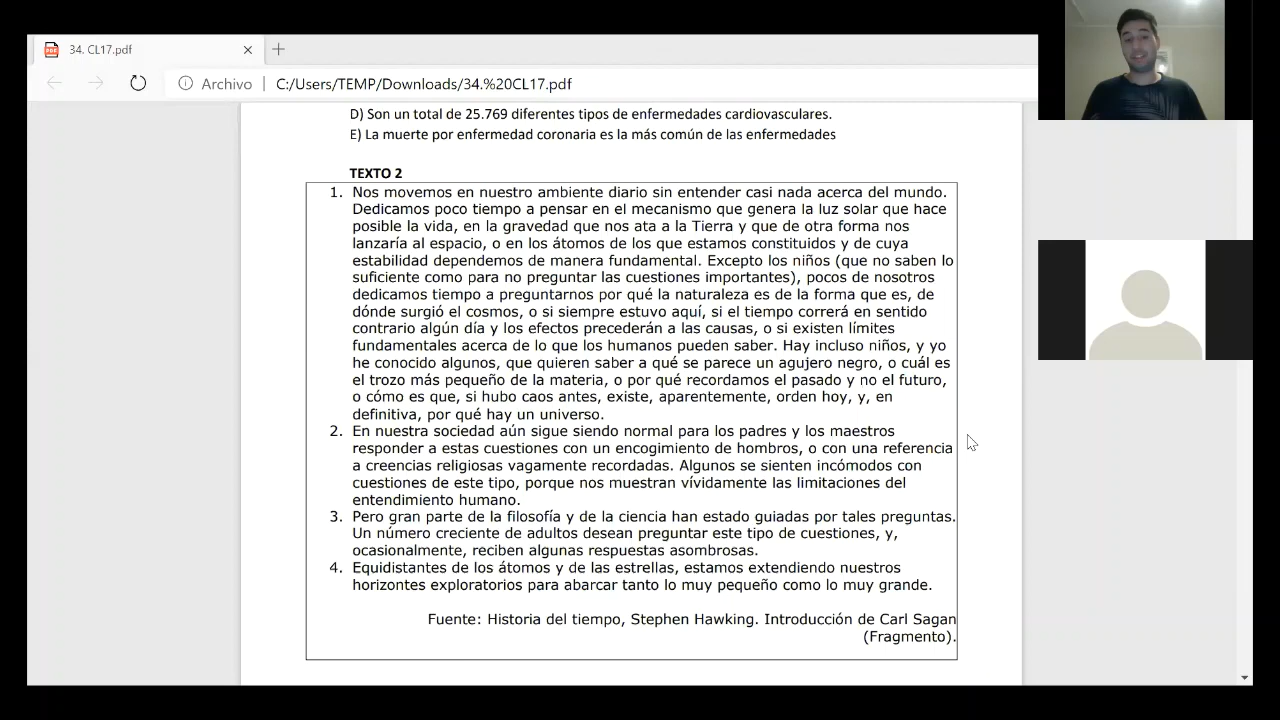 34. CL17.pdf
Archivo | C:/Users/TEMP/Downloads/34.%20CL17.pdf
D) Son un total de 25.769 diferentes tipos de enfermedades cardiovasculares.
E) La muerte por enfermedad coronaria es la más común de las enfermedades
TEXTO 2
1. Nos movemos en nuestro ambiente diario sin entender casi nada acerca del mundo.
Dedicamos poco tiempo a pensar en el mecanismo que genera la luz solar que hace
posible la vida, en la gravedad que nos ata a la Tierra y que de otra forma nos
lanzaría al espacio, o en los átomos de los que estamos constituidos y de cuya
estabilidad dependemos de manera fundamental. Excepto los niños (que no saben lo
suficiente como para no preguntar las cuestiones importantes), pocos de nosotros
dedicamos tiempo a preguntarnos por qué la naturaleza es de la forma que es, de
dónde surgió el cosmos, o si siempre estuvo aquí, si el tiempo correrá en sentido
contrario algún día y los efectos precederán a las causas, o si existen límites
fundamentales acerca de lo que los humanos pueden saber. Hay incluso niños, y yo
he conocido algunos, que quieren saber a qué se parece un agujero negro, o cuál es
el trozo más pequeño de la materia, o por qué recordamos el pasado y no el futuro,
o cómo es que, si hubo caos antes, existe, aparentemente, orden hoy, y, en
definitiva, por qué hay un universo.
2. En nuestra sociedad aún sigue siendo normal para los padres y los maestros
responder a estas cuestiones con un encogimiento de hombros, o con una referencia
a creencias religiosas vagamente recordadas. Algunos se sienten incómodos con
cuestiones de este tipo, porque nos muestran vívidamente las limitaciones del
entendimiento humano.
3. Pero gran parte de la filosofía y de la ciencia han estado guiadas por tales preguntas.
Un número creciente de adultos desean preguntar este tipo de cuestiones, y,
ocasionalmente, reciben algunas respuestas asombrosas.
4. Equidistantes de los átomos y de las estrellas, estamos extendiendo nuestros
horizontes exploratorios para abarcar tanto lo muy pequeño como lo muy grande.
Fuente: Historia del tiempo, Stephen Hawking. Introducción de Carl Sagan
(Fragmento).